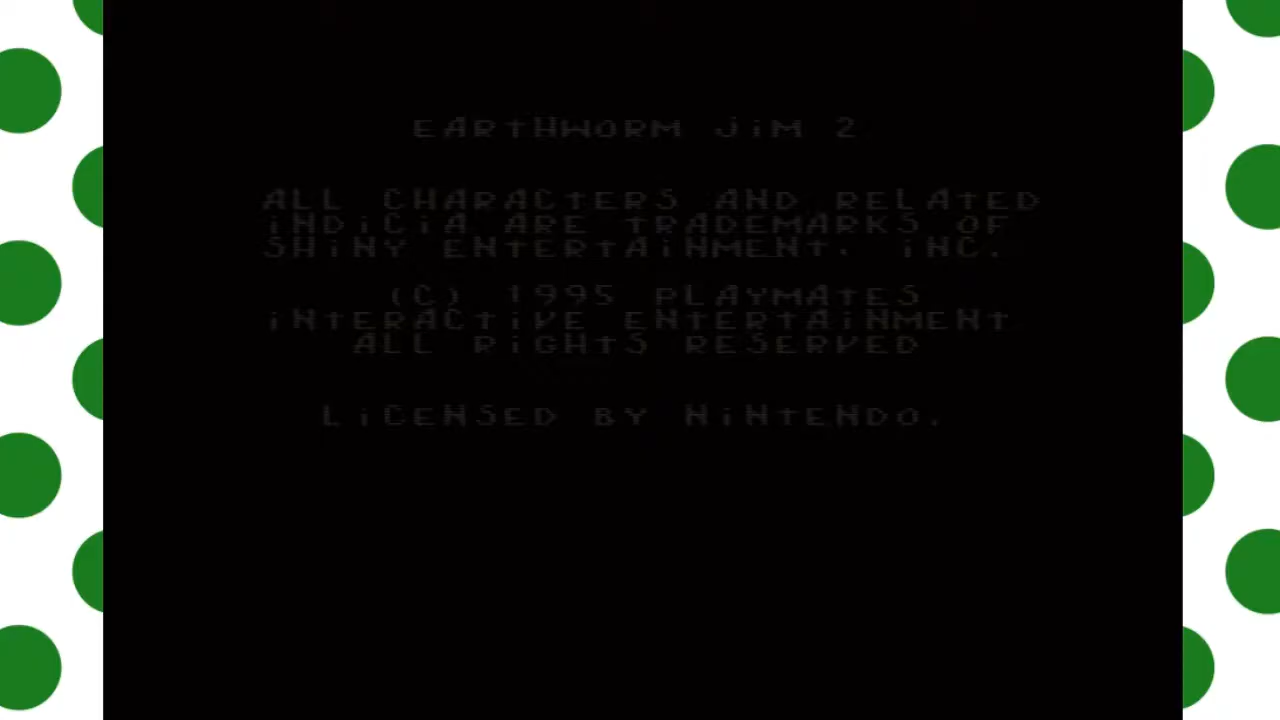 EARTHWORM JIM 2
ALL CHARACTERS AND RELATED
INDICIA ARE TRADEMARKS OF
SHINY ENTERTAINMENT, INC.
(C) 1995 PLAYMATES
INTERACTIVE ENTERTAINMENT
ALL RIGHTS RESERVED
LICENSED BY NINTENDO.